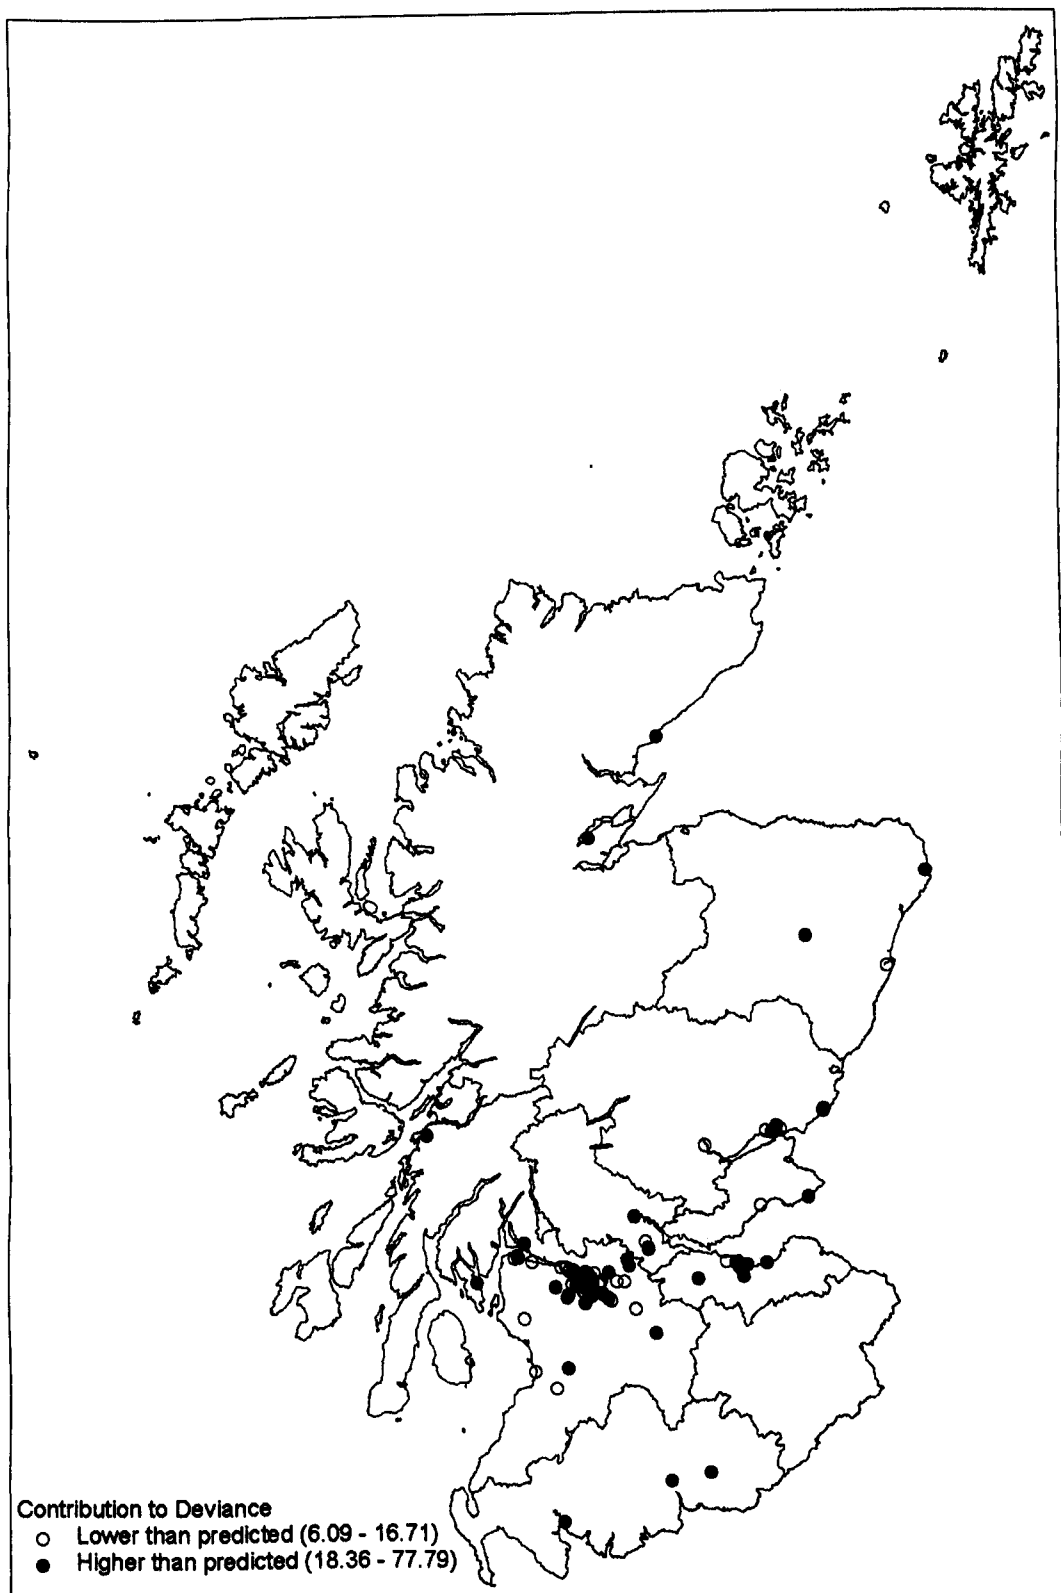 Contribution to Deviance
Lower than predicted (6.09 - 16.71)
Higher than predicted (18.36 - 77.79)